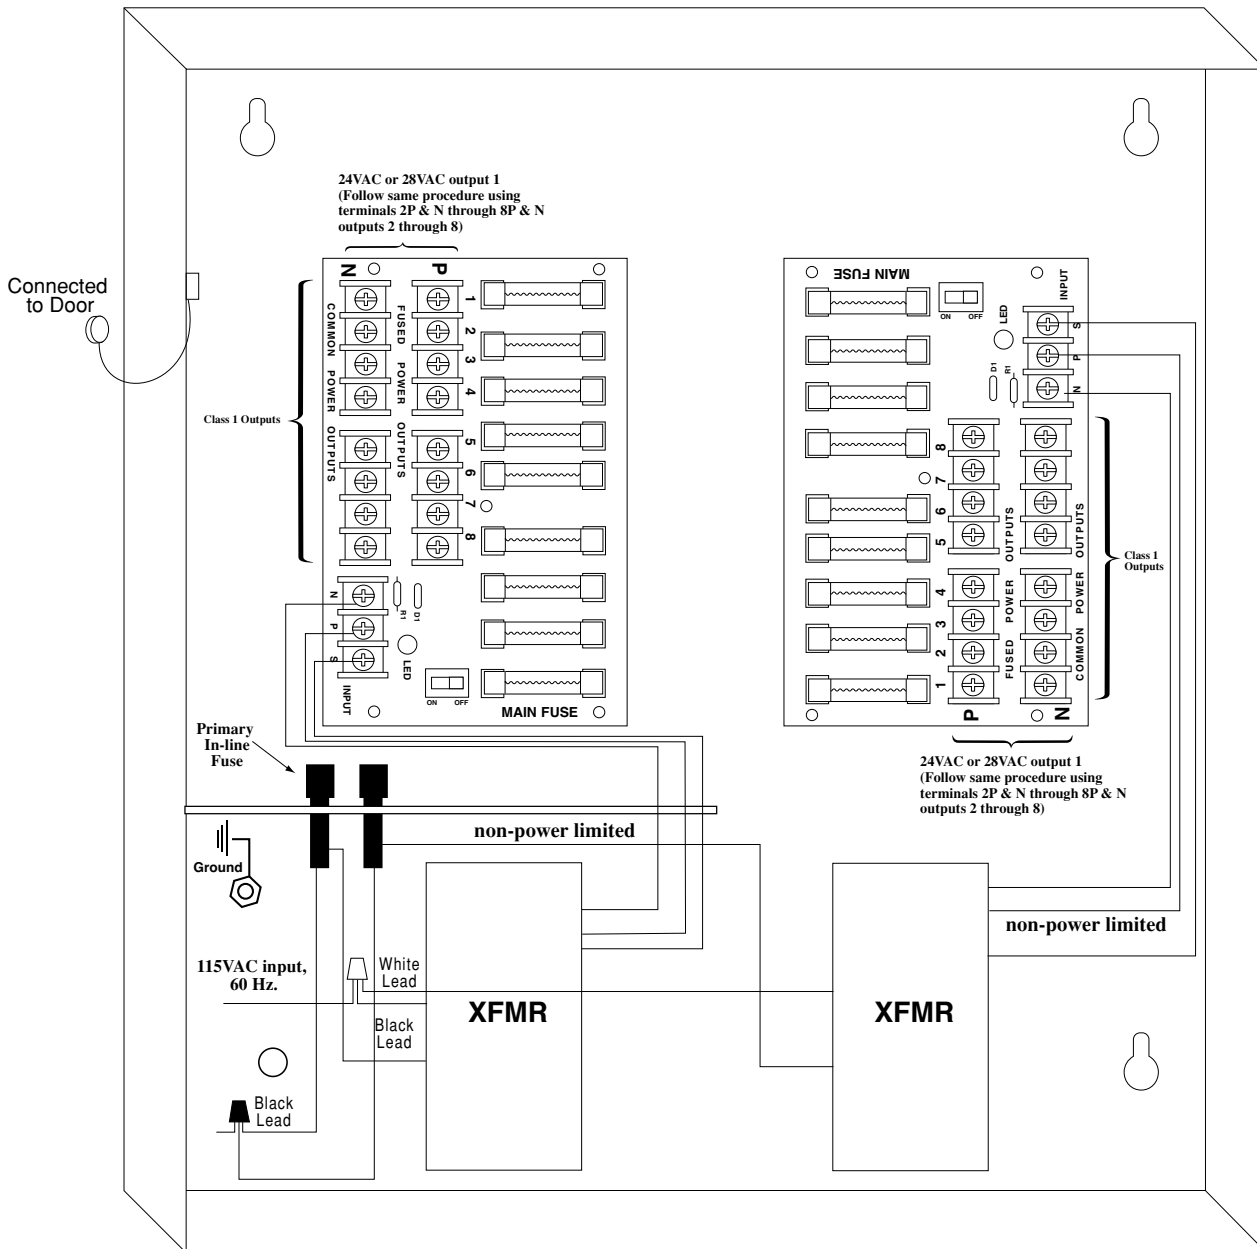 24VAC or 28VAC output 1
(Follow same procedure using
terminals 2P & N through 8P & N
outputs 2 through 8)
Connected
to Door
Class 1 Outputs
N
P
COMMON POWER OUTPUTS
FUSED POWER OUTPUTS
1
2
3
4
5
6
7
8
N
P
S
R1
D1
LED
INPUT
ON OFF
MAIN FUSE
MAIN FUSE
ON OFF
LED
INPUT
S
P
N
D1
R1
8
7
6
5
4
3
2
1
FUSED POWER OUTPUTS
COMMON POWER OUTPUTS
P
N
Class 1
Outputs
24VAC or 28VAC output 1
(Follow same procedure using
terminals 2P & N through 8P & N
outputs 2 through 8)
Primary
In-line
Fuse
non-power limited
Ground
115VAC input,
60 Hz.
White
Lead
Black
Lead
Black
Lead
XFMR
XFMR
non-power limited